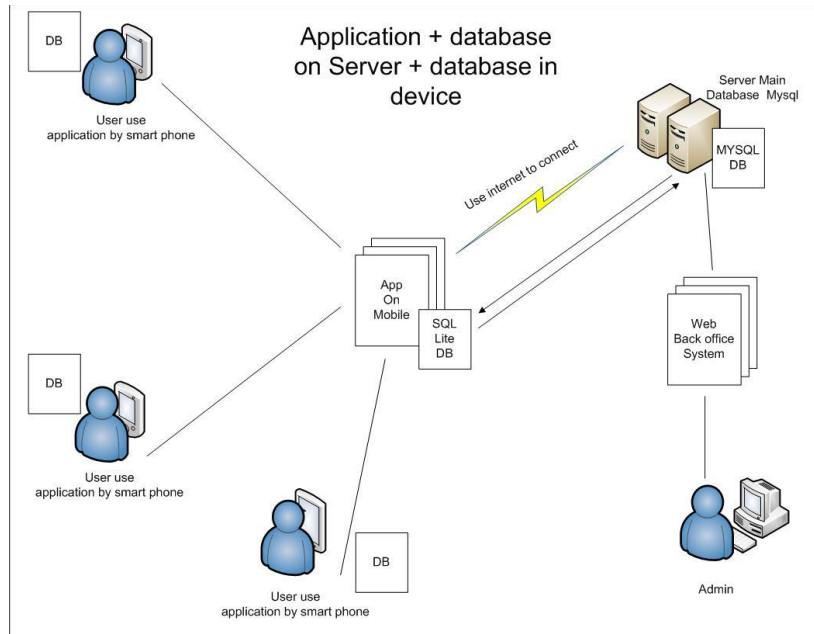 Application + database
on Server + database in
device
DB
User use
application by smart phone
Server Main
Database Mysql
MYSQL
DB
Use internet to connect
App
On
Mobile
SQL
Lite
DB
Web
Back office
System
DB
User use
application by smart phone
DB
User use
application by smart phone
Admin